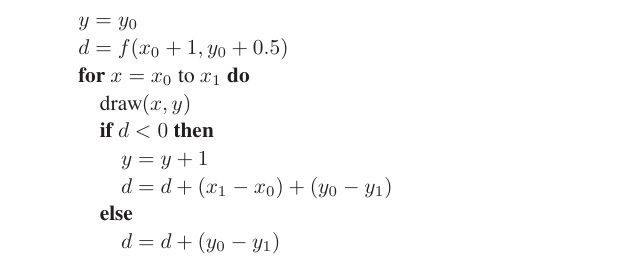 y = y₀
d = f(x₀ + 1, y₀ + 0.5)
for x = x₀ to x₁ do
draw(x, y)
if d < 0 then
y = y + 1
d = d + (x₁ − x₀) + (y₀ − y₁)
else
d = d + (y₀ − y₁)